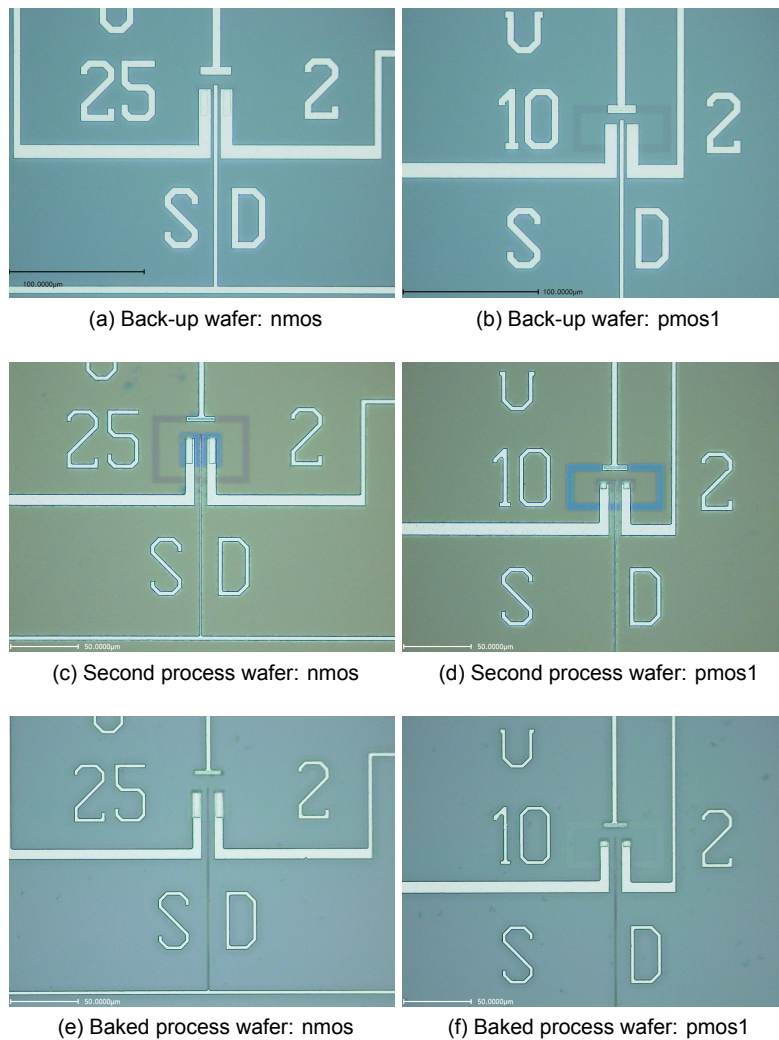 U
25
2
S D
100.0000µm
(a) Back-up wafer: nmos
U
10
2
S D
100.0000µm
(b) Back-up wafer: pmos1
U
25
2
S D
50.0000µm
(c) Second process wafer: nmos
U
10
2
S D
50.0000µm
(d) Second process wafer: pmos1
U
25
2
S D
50.0000µm
(e) Baked process wafer: nmos
U
10
2
S D
50.0000µm
(f) Baked process wafer: pmos1